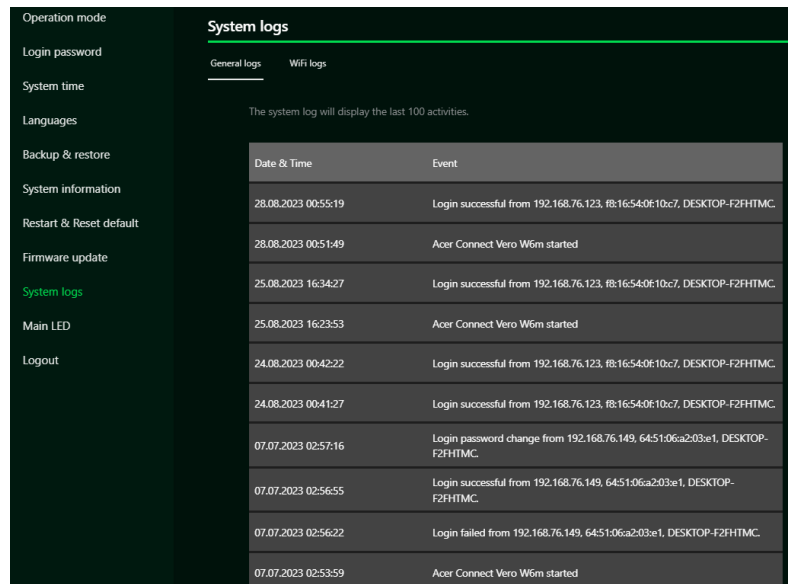 Operation mode
Login password
System time
Languages
Backup & restore
System information
Restart & Reset default
Firmware update
System logs
Main LED
Logout
System logs
General logs WiFi logs
The system log will display the last 100 activities.
Date & Time Event
28.08.2023 00:55:19 Login successful from 192.168.76.123, f8:16:54:0f:10:c7, DESKTOP-F2FHTMC.
28.08.2023 00:51:49 Acer Connect Vero W6m started
25.08.2023 16:34:27 Login successful from 192.168.76.123, f8:16:54:0f:10:c7, DESKTOP-F2FHTMC.
25.08.2023 16:23:53 Acer Connect Vero W6m started
24.08.2023 00:42:22 Login successful from 192.168.76.123, f8:16:54:0f:10:c7, DESKTOP-F2FHTMC.
24.08.2023 00:41:27 Login successful from 192.168.76.123, f8:16:54:0f:10:c7, DESKTOP-F2FHTMC.
07.07.2023 02:57:16 Login password change from 192.168.76.149, 64:51:06:a2:03:e1, DESKTOP-
F2FHTMC.
07.07.2023 02:56:55 Login successful from 192.168.76.149, 64:51:06:a2:03:e1, DESKTOP-
F2FHTMC.
07.07.2023 02:56:22 Login failed from 192.168.76.149, 64:51:06:a2:03:e1, DESKTOP-F2FHTMC.
07.07.2023 02:53:59 Acer Connect Vero W6m started